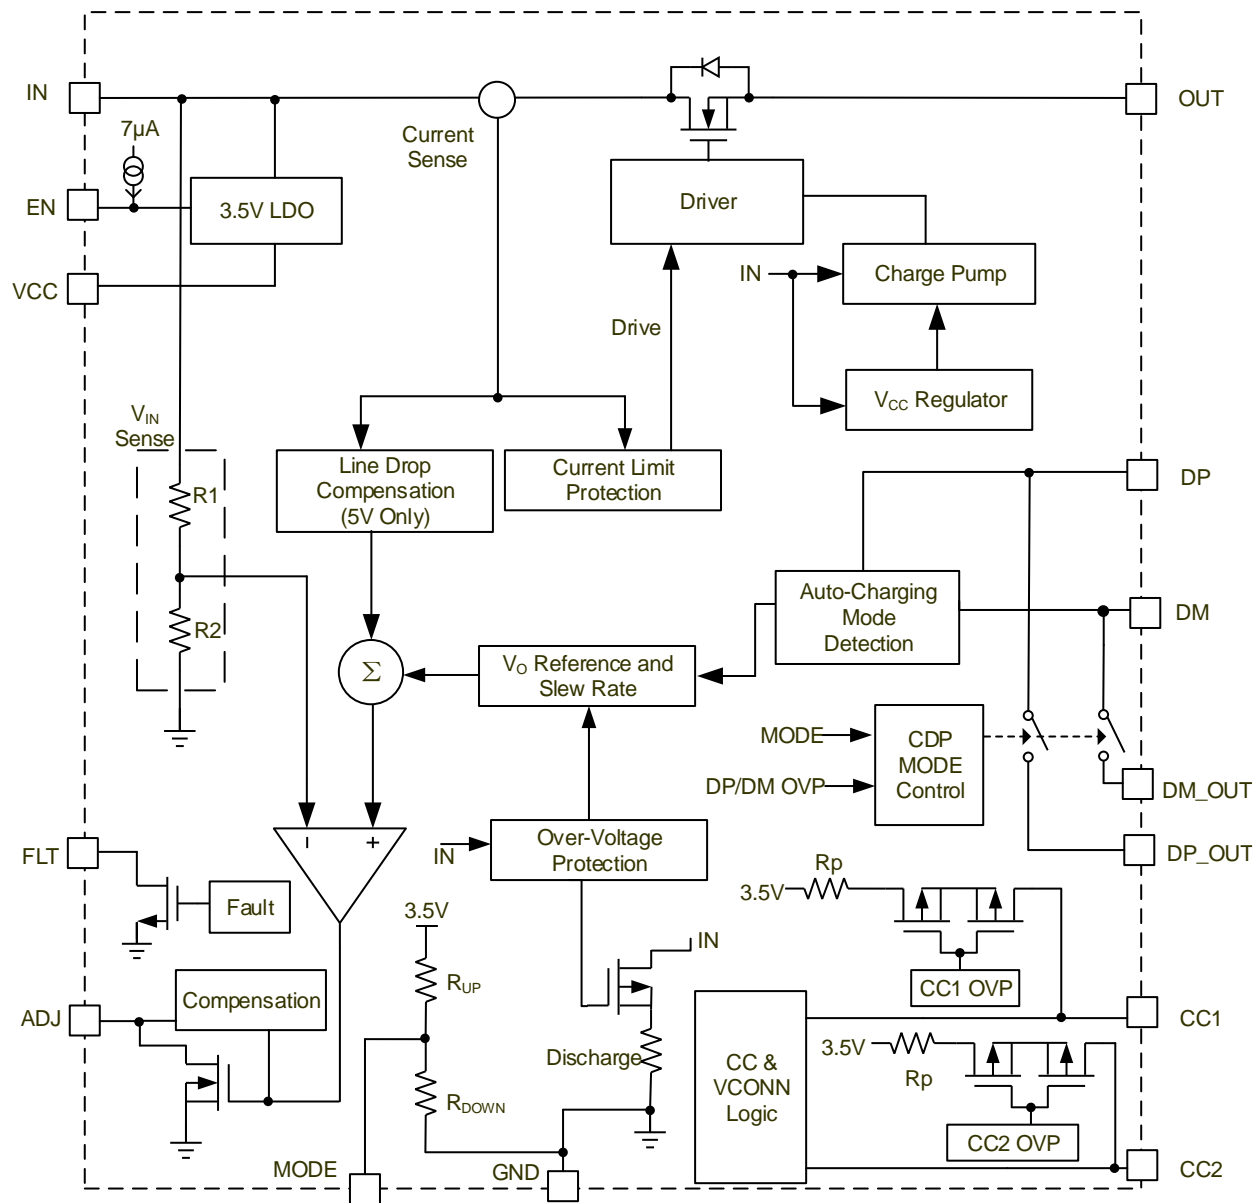 IN
OUT
7µA
Current
Sense
EN
3.5V LDO
Driver
VCC
IN
Charge Pump
Drive
VCC Regulator
VIN
Sense
R1
Line Drop
Compensation
(5V Only)
Current Limit
Protection
DP
R2
Auto-Charging
Mode
Detection
DM
Σ
VO Reference and
Slew Rate
MODE
DP/DM OVP
CDP
MODE
Control
DM_OUT
FLT
Fault
-
+
IN
Over-Voltage
Protection
DP_OUT
Rp
3.5V
3.5V
IN
CC1 OVP
ADJ
Compensation
RUP
Discharge
RDOWN
CC &
VCONN
Logic
CC1
3.5V
Rp
CC2 OVP
MODE
GND
CC2